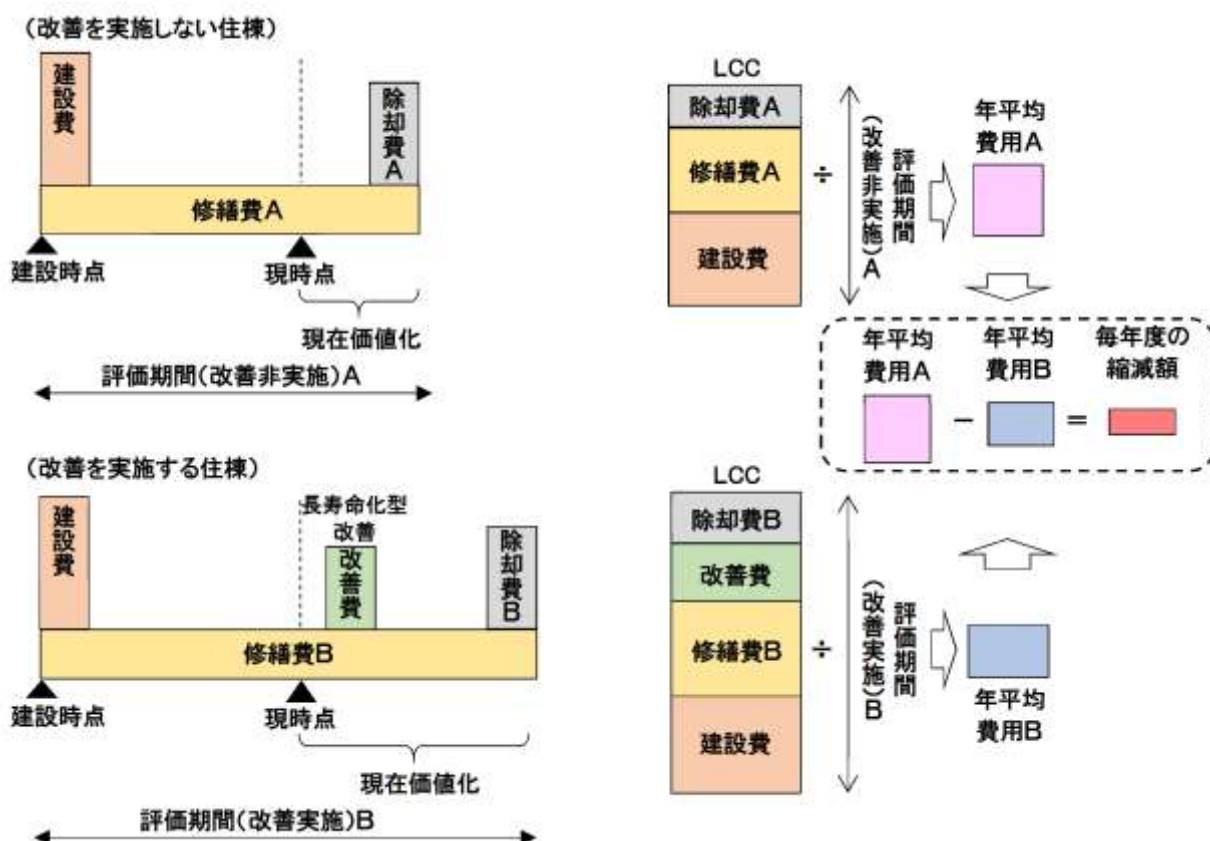 (改善を実施しない住棟)
建設費
除却費A
修繕費A
建設時点
現時点
現在価値化
評価期間(改善非実施)A
LCC
除却費A
修繕費A
建設費
÷
評価期間
(改善非実施)A
年平均
費用A
年平均
費用A
年平均
費用B
毎年度の
縮減額
－
＝
(改善を実施する住棟)
建設費
長寿命化型
改善
改善費
除却費B
修繕費B
建設時点
現時点
現在価値化
評価期間(改善実施)B
LCC
除却費B
改善費
修繕費B
建設費
÷
評価期間
(改善実施)B
年平均
費用B